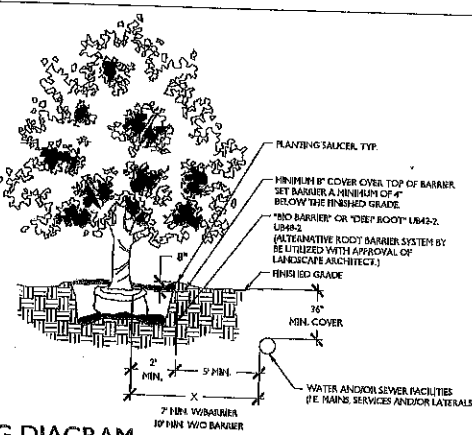 PLANTING SAUCER, TYP.
MINIMUM 8" COVER OVER TOP OF BARRIER
SET BARRIER A MINIMUM OF 4"
BELOW THE FINISHED GRADE.
"BIO BARRIER" OR "DEEP ROOT" UB42-2,
UB48-2
(ALTERNATIVE ROOT BARRIER SYSTEM BY
BE UTILIZED WITH APPROVAL OF
LANDSCAPE ARCHITECT.)
FINISHED GRADE
8"
36"
MIN. COVER
2'
MIN.
5' MIN.
X
7' MIN. W/BARRIER
10' MIN. W/O BARRIER
WATER AND/OR SEWER FACILITIES
(I.E. MAINS, SERVICES AND/OR LATERALS
G DIAGRAM